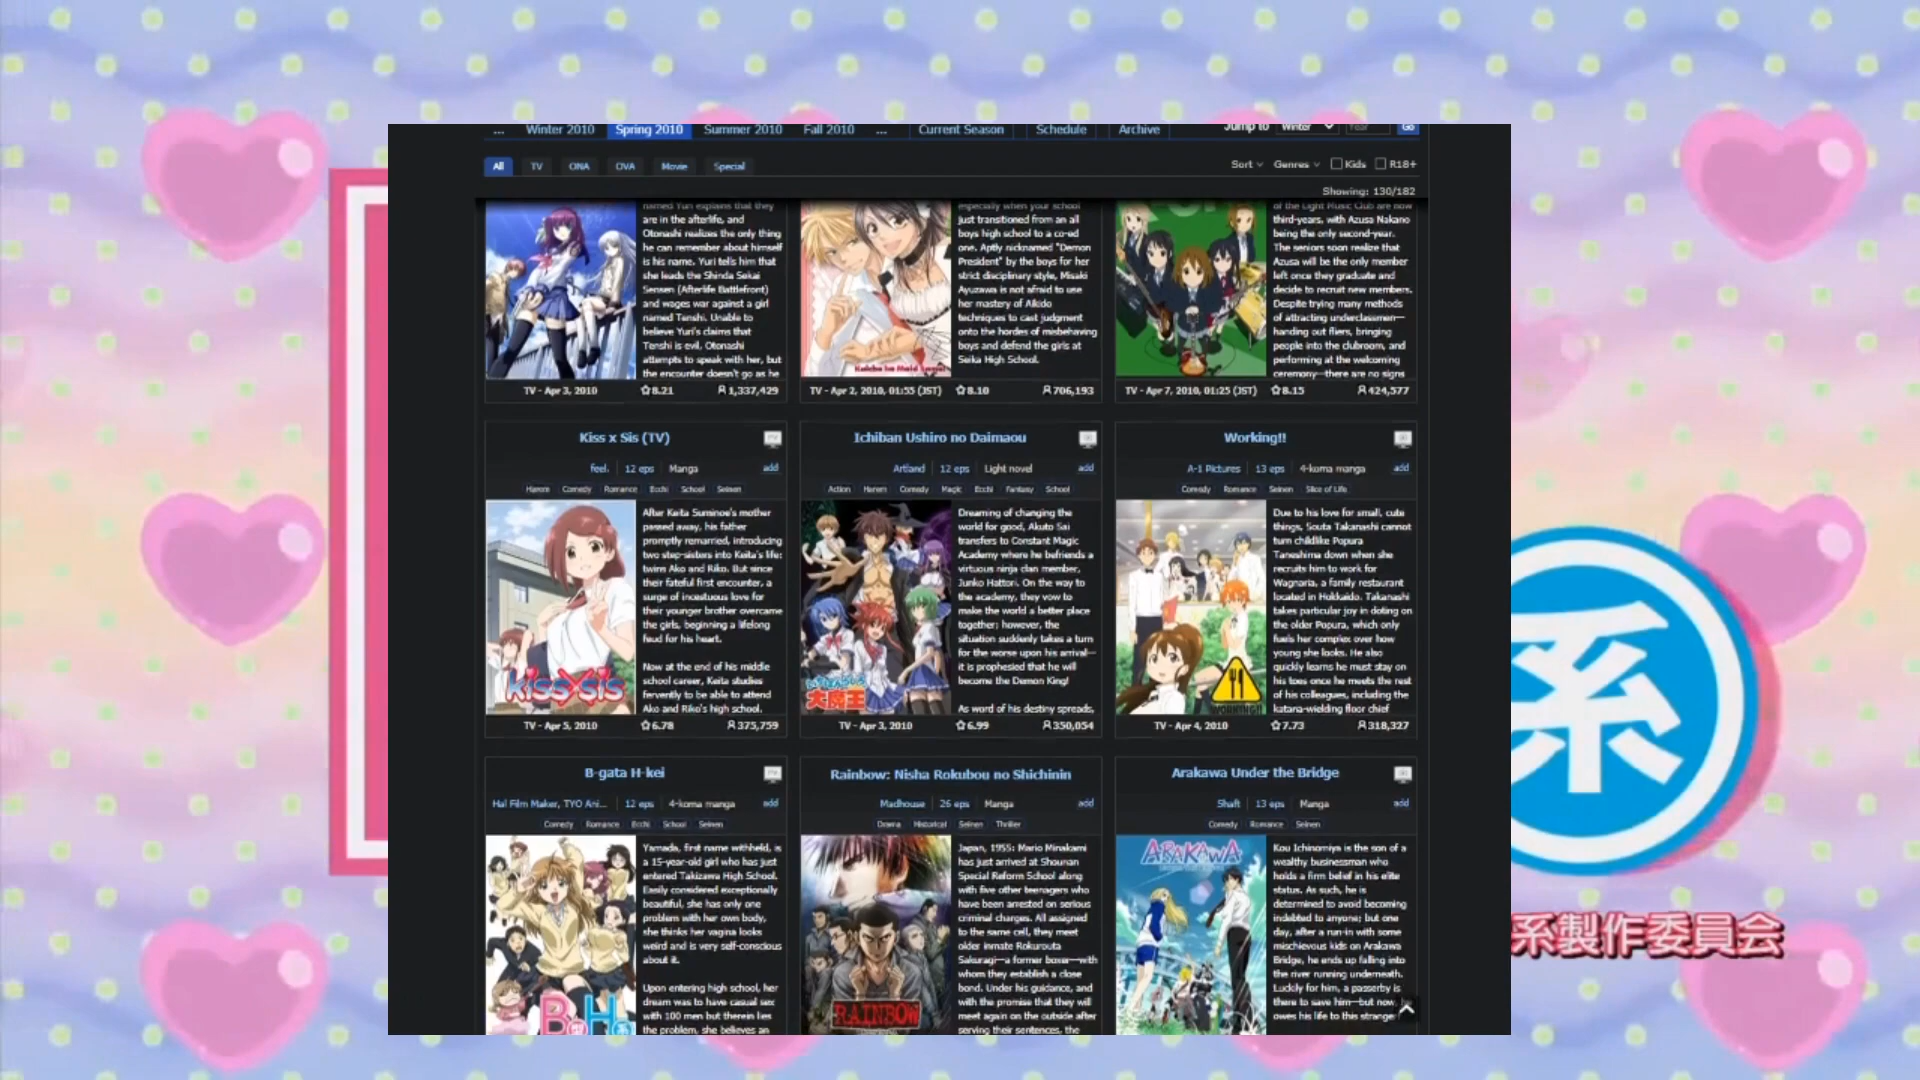 ... Winter 2010 Spring 2010 Summer 2010 Fall 2010 ... Current Season Schedule Archive Jump to Winter Year Go
All TV ONA OVA Movie Special Sort Genres Kids R18+
Showing: 130/182
named Yuri explains that they
are in the afterlife, and
Otonashi realizes the only thing
he can remember about himself
is his name. Yuri tells him that
she leads the Shinda Sekai
Sensen (Afterlife Battlefront)
and wages war against a girl
named Tenshi. Unable to
believe Yuri's claims that
Tenshi is evil, Otonashi
attempts to speak with her, but
the encounter doesn't go as he
TV - Apr 3, 2010 8.21 1,337,429
especially when your school
just transitioned from an all
boys high school to a co-ed
one. Aptly nicknamed "Demon
President" by the boys for her
strict disciplinary style, Misaki
Ayuzawa is not afraid to use
her mastery of Aikido
techniques to cast judgment
onto the hordes of misbehaving
boys and defend the girls at
Seika High School.
TV - Apr 2, 2010, 01:55 (JST) 8.10 706,193
of the Light Music Club are now
third-years, with Azusa Nakano
being the only second-year.
The seniors soon realize that
Azusa will be the only member
left once they graduate and
decide to recruit new members.
Despite trying many methods
of attracting underclassmen—
handing out fliers, bringing
people into the clubroom, and
performing at the welcoming
ceremony—there are no signs
TV - Apr 7, 2010, 01:25 (JST) 8.15 424,577
Kiss x Sis (TV)
feel. 12 eps Manga add
Harem Comedy Romance Ecchi School Seinen
After Keita Suminoe's mother
passed away, his father
promptly remarried, introducing
two step-sisters into Keita's life:
twins Ako and Riko. But since
their fateful first encounter, a
surge of incestuous love for
their younger brother overcame
the girls, beginning a lifelong
feud for his heart.
Now at the end of his middle
school career, Keita studies
fervently to be able to attend
Ako and Riko's high school.
kiss×sis
TV - Apr 5, 2010 6.78 375,759
Ichiban Ushiro no Daimaou
Artland 12 eps Light novel add
Action Harem Comedy Magic Ecchi Fantasy School
Dreaming of changing the
world for good, Akuto Sai
transfers to Constant Magic
Academy where he befriends a
virtuous ninja clan member,
Junko Hattori. On the way to
the academy, they vow to
make the world a better place
together; however, the
situation suddenly takes a turn
for the worse upon his arrival—
it is prophesied that he will
become the Demon King!
As word of his destiny spreads,
いちばんうしろの
大魔王
TV - Apr 3, 2010 6.99 350,054
Working!!
A-1 Pictures 13 eps 4-koma manga add
Comedy Romance Seinen Slice of Life
Due to his love for small, cute
things, Souta Takanashi cannot
turn childlike Popura
Taneshima down when she
recruits him to work for
Wagnaria, a family restaurant
located in Hokkaido. Takanashi
takes particular joy in doting on
the older Popura, which only
fuels her complex over how
young she looks. He also
quickly learns he must stay on
his toes once he meets the rest
of his colleagues, including the
katana-wielding floor chief
WORKING!!
TV - Apr 4, 2010 7.73 318,327
B-gata H-kei
Hal Film Maker, TYO Ani... 12 eps 4-koma manga add
Comedy Romance Ecchi School Seinen
Yamada, first name withheld, is
a 15-year-old girl who has just
entered Takizawa High School.
Easily considered exceptionally
beautiful, she has only one
problem with her own body,
she thinks her vagina looks
weird and is very self-conscious
about it.
Upon entering high school, her
dream was to have casual sex
with 100 men but therein lies
the problem, she believes an
B型H系
Rainbow: Nisha Rokubou no Shichinin
Madhouse 26 eps Manga add
Drama Historical Seinen Thriller
Japan, 1955: Mario Minakami
has just arrived at Shounan
Special Reform School along
with five other teenagers who
have been arrested on serious
criminal charges. All assigned
to the same cell, they meet
older inmate Rokurouta
Sakuragi—a former boxer—with
whom they establish a close
bond. Under his guidance, and
with the promise that they will
meet again on the outside after
serving their sentences, the
RAINBOW
Arakawa Under the Bridge
Shaft 13 eps Manga add
Comedy Romance Seinen
Kou Ichinomiya is the son of a
wealthy businessman who
holds a firm belief in his elite
status. As such, he is
determined to avoid becoming
indebted to anyone; but one
day, after a run-in with some
mischievous kids on Arakawa
Bridge, he ends up falling into
the river running underneath.
Luckily for him, a passerby is
there to save him—but now, he
owes his life to this stranger
ARAKAWA
系
系製作委員会